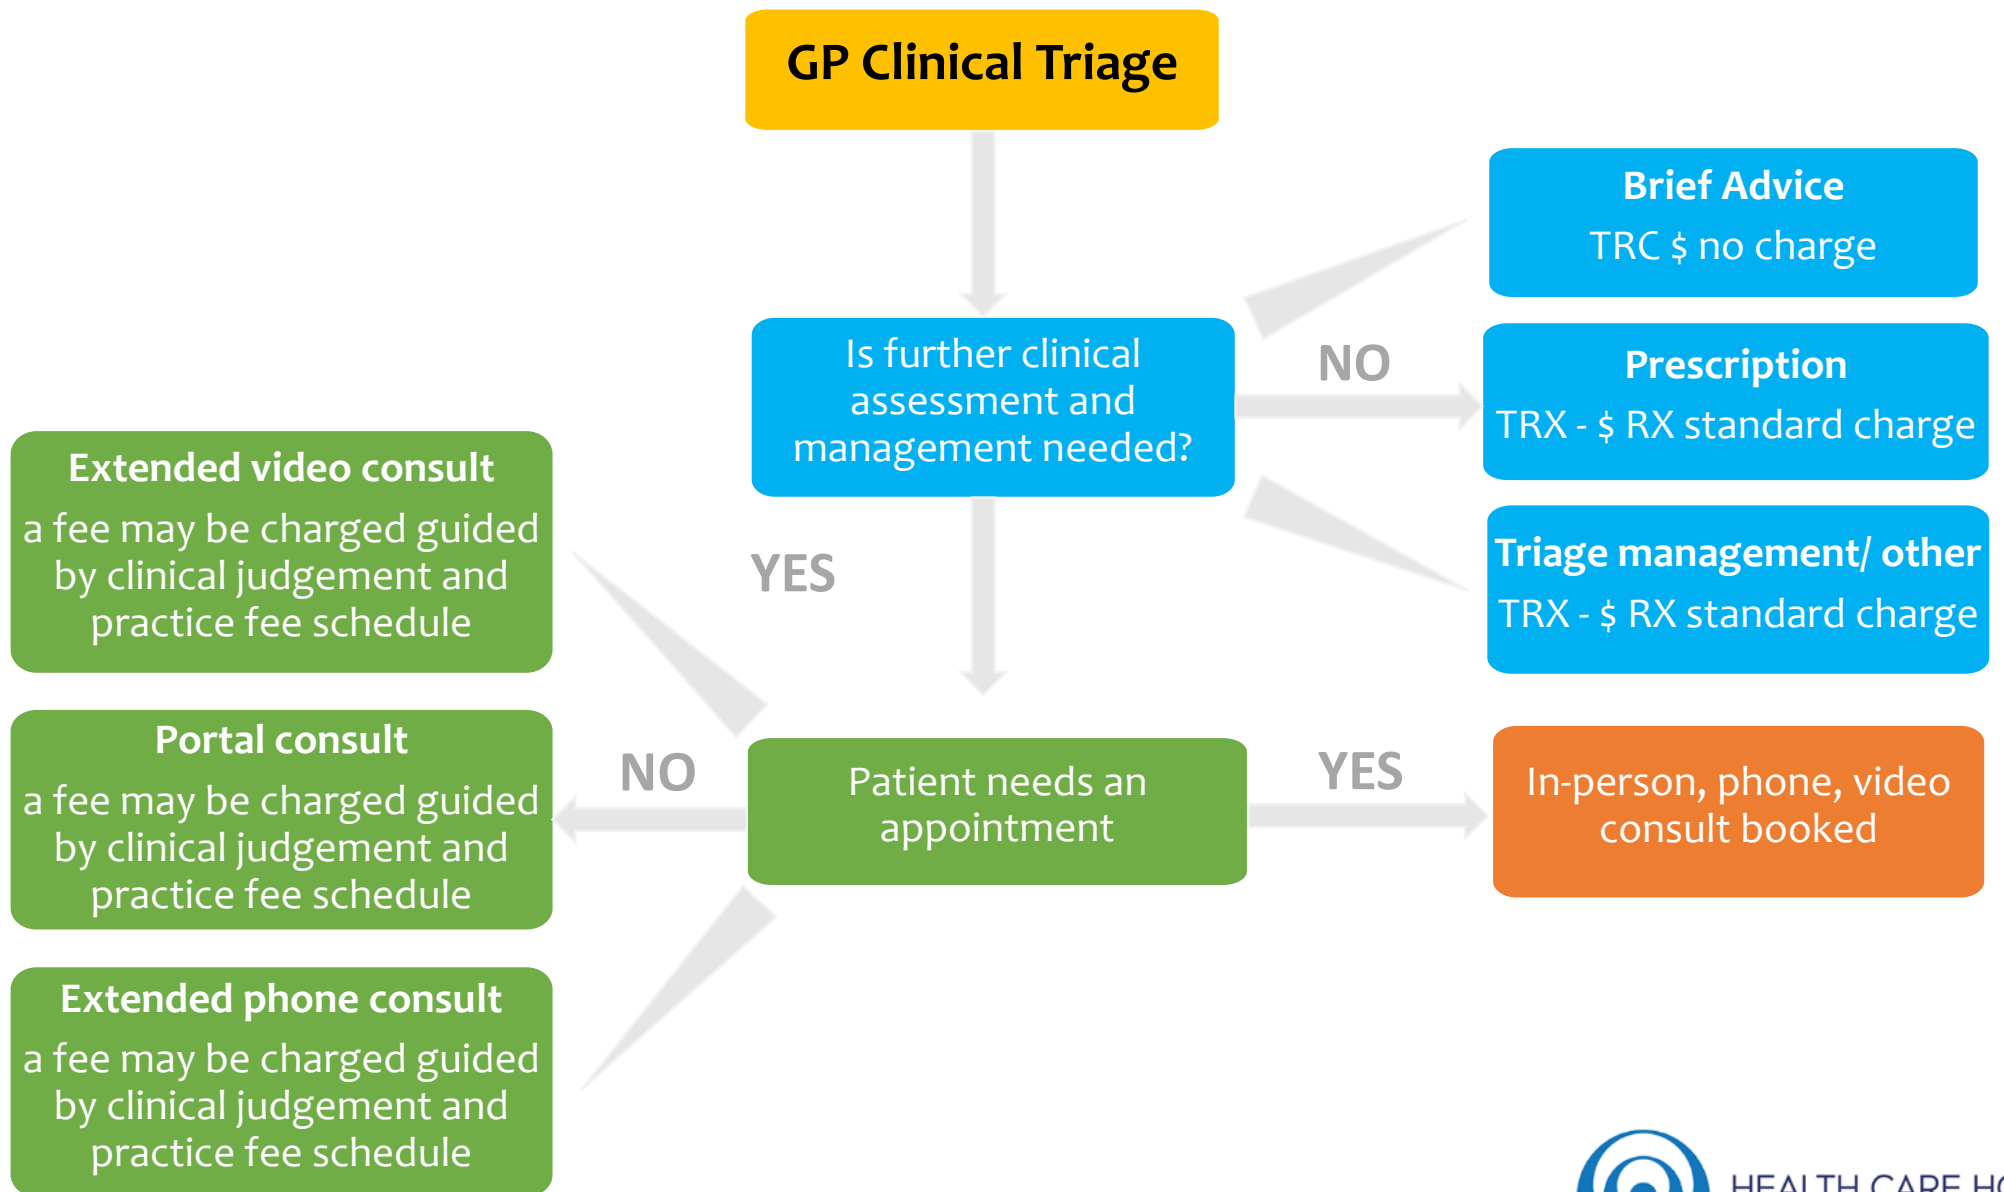 GP Clinical Triage
Brief Advice
TRC $ no charge
Is further clinical
assessment and
management needed?
NO
Prescription
TRX - $ RX standard charge
Triage management/ other
TRX - $ RX standard charge
YES
Extended video consult
a fee may be charged guided
by clinical judgement and
practice fee schedule
Portal consult
a fee may be charged guided
by clinical judgement and
practice fee schedule
NO
Patient needs an
appointment
YES
In-person, phone, video
consult booked
Extended phone consult
a fee may be charged guided
by clinical judgement and
practice fee schedule
HEALTH CARE HO